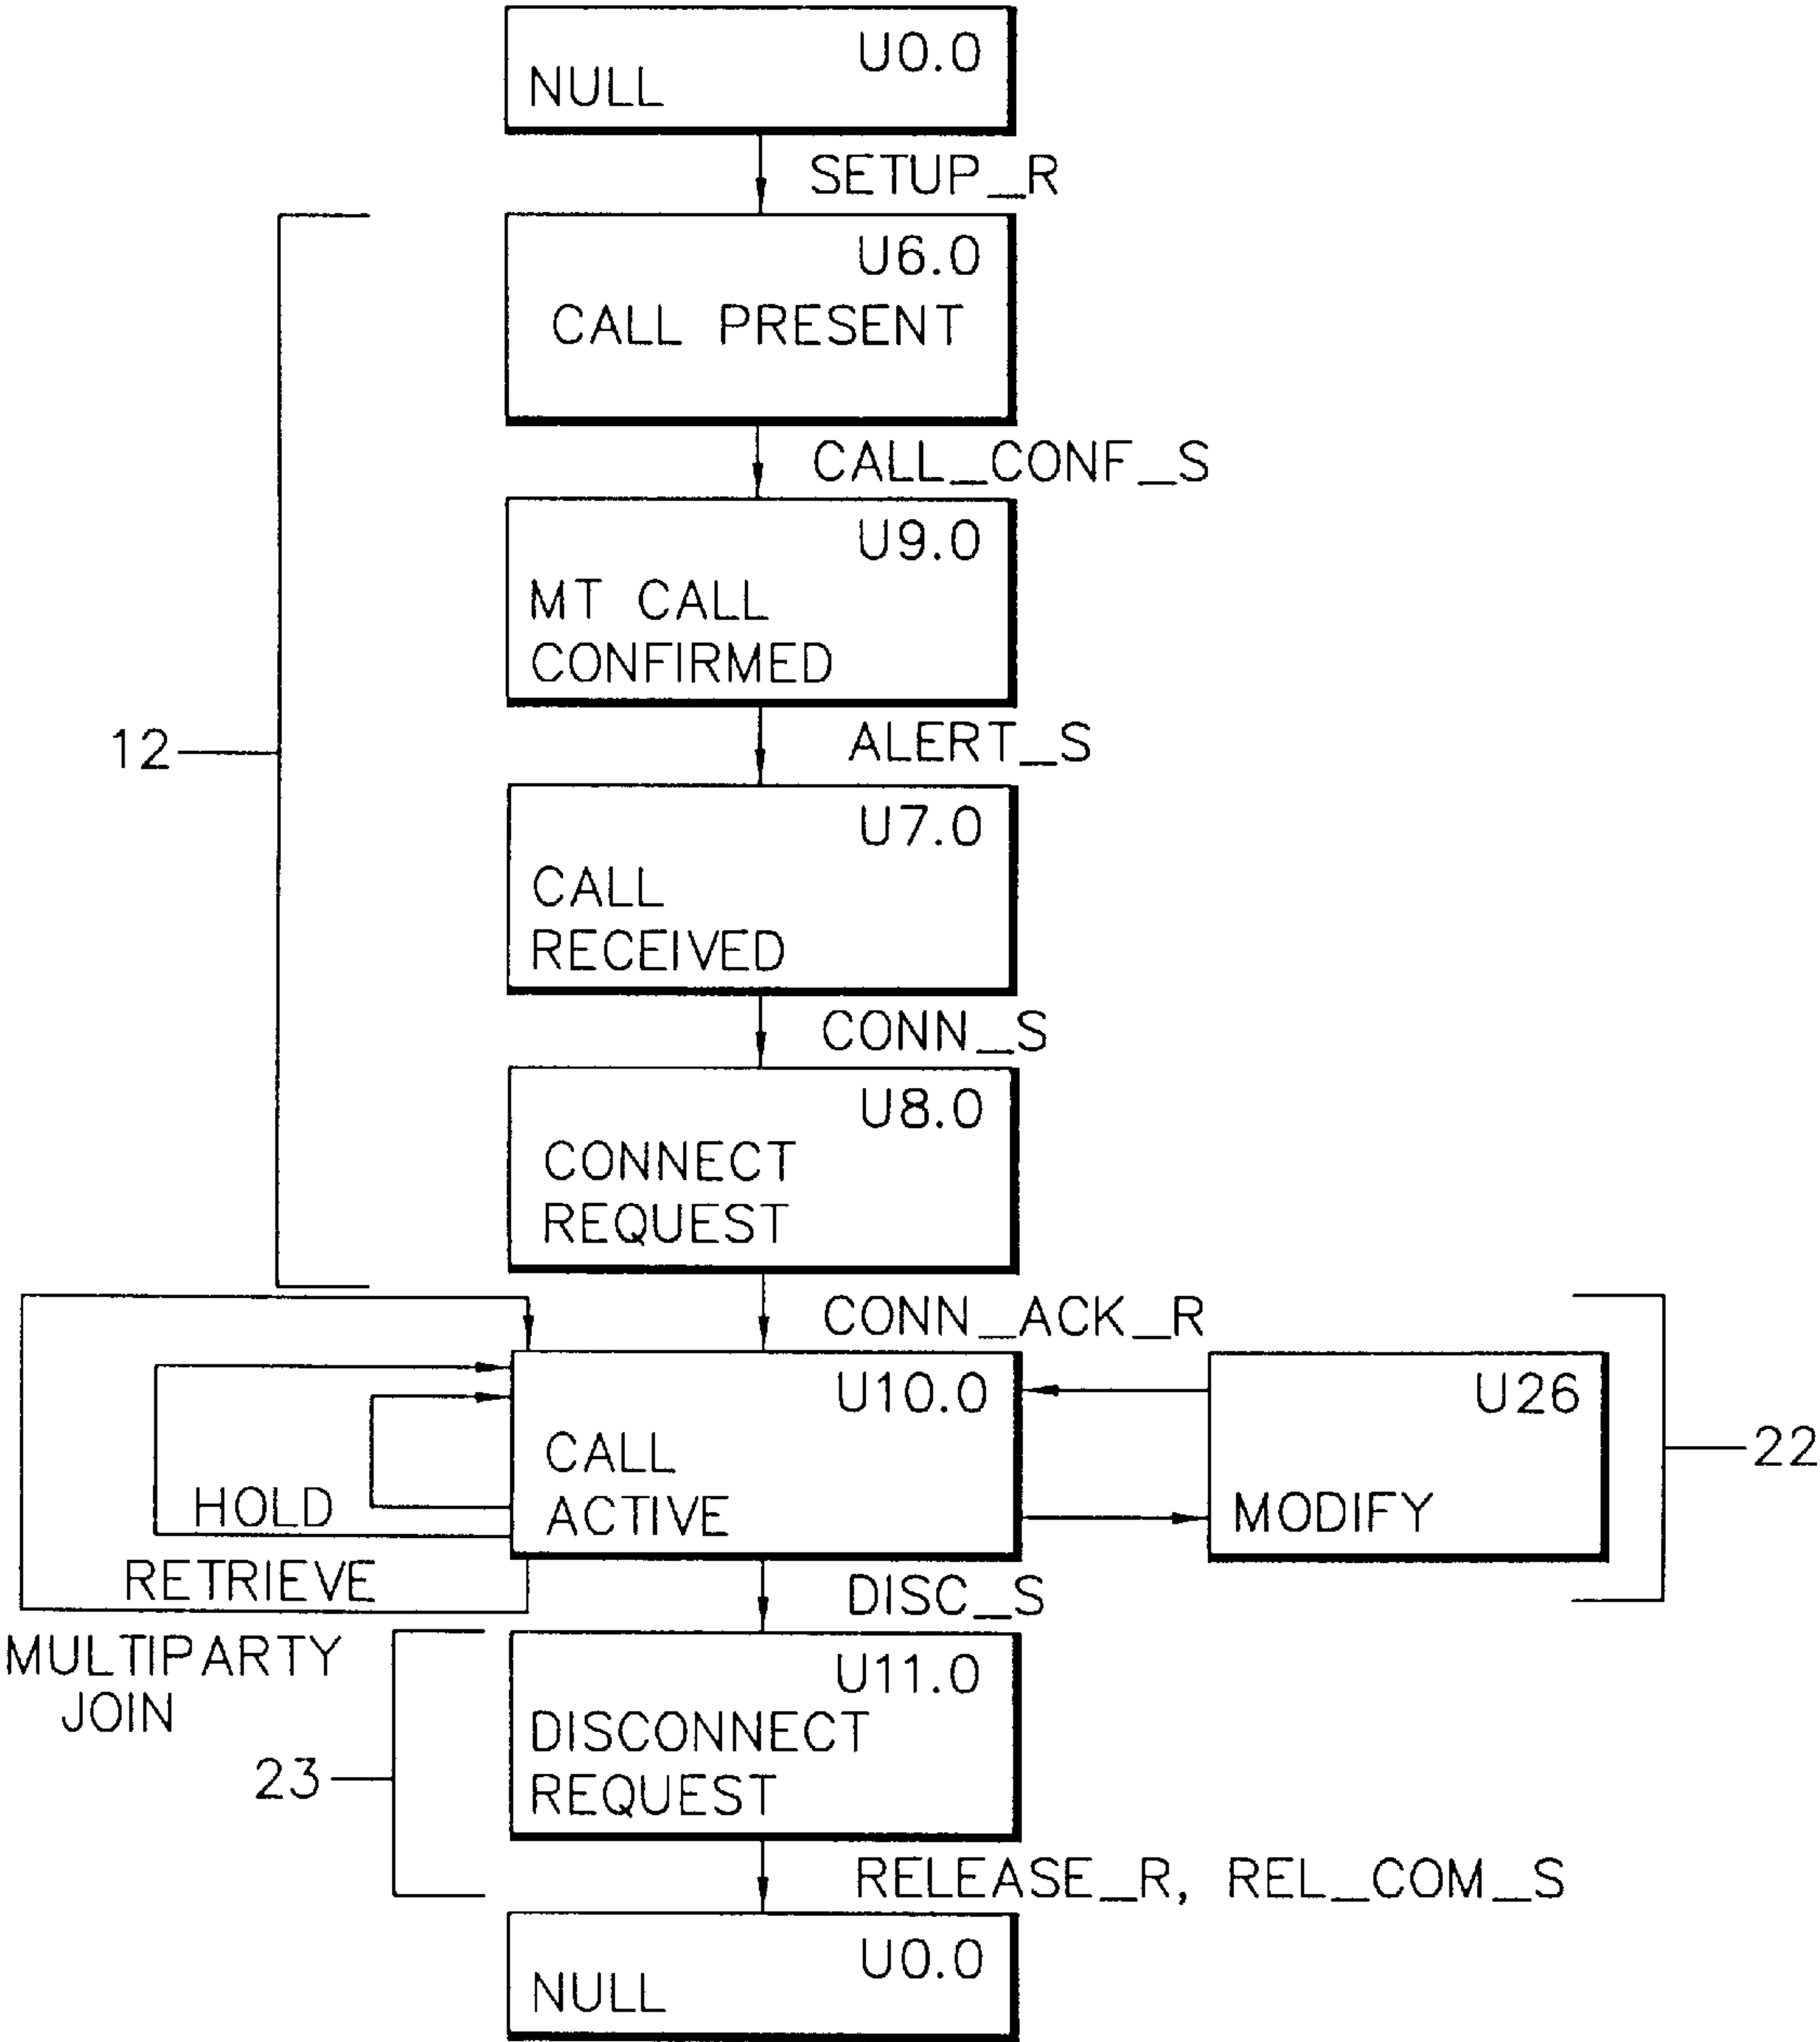 U0.0
NULL
SETUP_R
U6.0
CALL PRESENT
CALL_CONF_S
U9.0
MT CALL
CONFIRMED
12
ALERT_S
U7.0
CALL
RECEIVED
CONN_S
U8.0
CONNECT
REQUEST
CONN_ACK_R
U10.0
CALL
ACTIVE
U26
MODIFY
22
HOLD
RETRIEVE
MULTIPARTY
JOIN
DISC_S
U11.0
DISCONNECT
REQUEST
23
RELEASE_R, REL_COM_S
U0.0
NULL